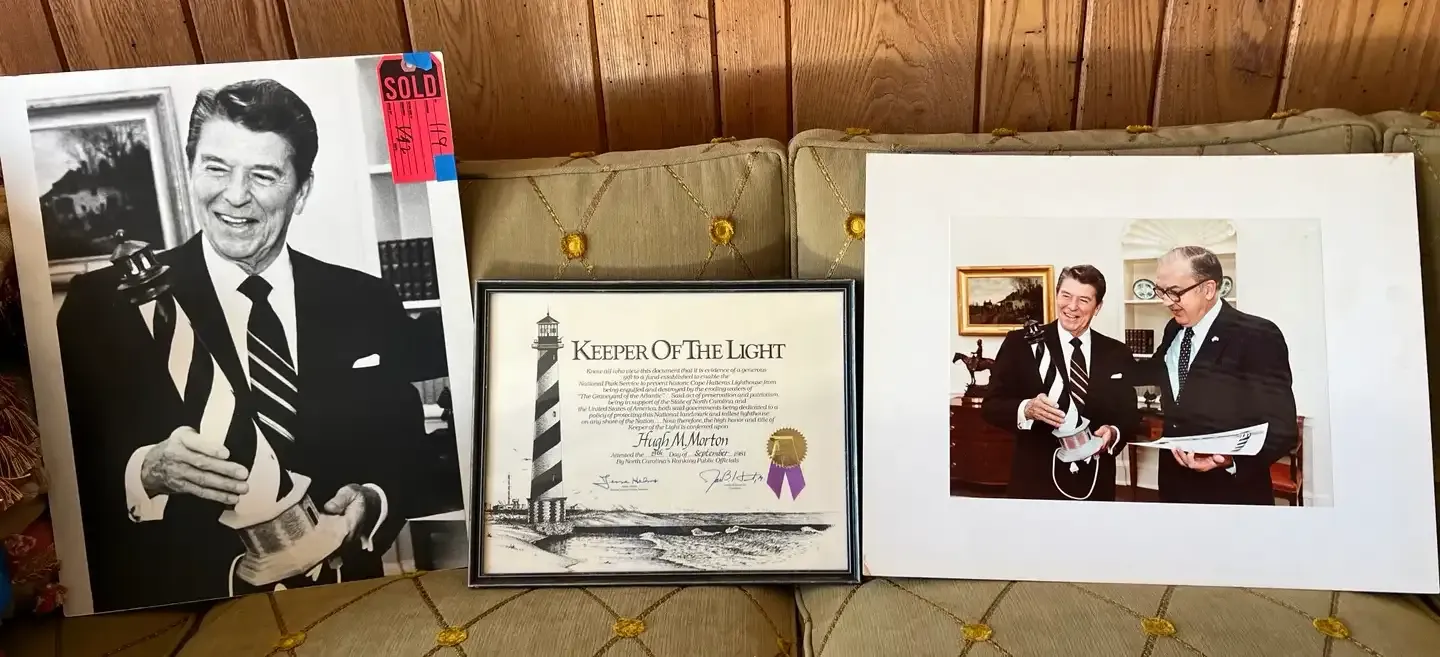 SOLD
KEEPER OF THE LIGHT
Know all who view this document that it is evidence of a generous
gift to a fund established to enable the
National Park Service to prevent historic Cape Hatteras Lighthouse from
being engulfed and destroyed by the eroding waters of
"The Graveyard of the Atlantic". Said act of preservation and patriotism,
being in support of the State of North Carolina and
the United States of America, both said governments being dedicated to a
policy of protecting this National landmark and tallest lighthouse
on any shore of the Nation. . . . Now therefore, the high honor and title of
Keeper of the Light is conferred upon
Hugh M. Morton
Attested the Day of September 1981
By North Carolina's Ranking Public Officials